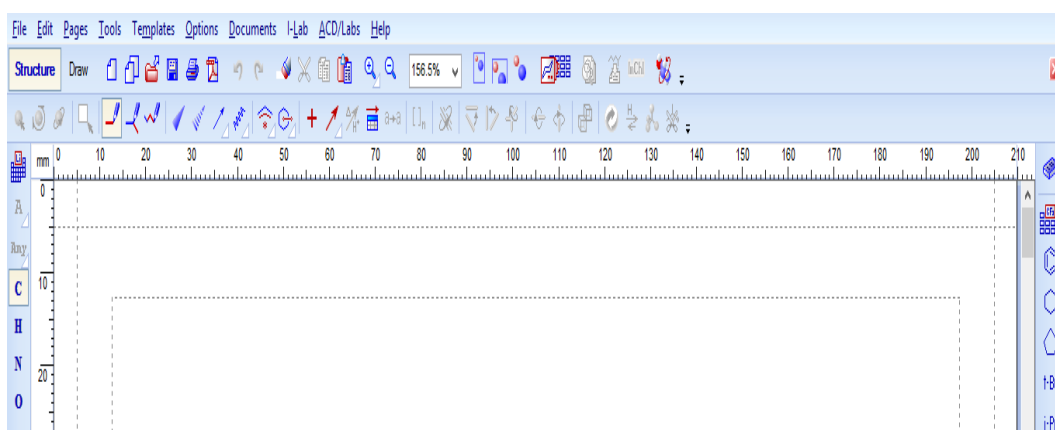 File Edit Pages Tools Templates Options Documents I-Lab ACD/Labs Help
Structure Draw 156.5% InChI
mm 0 10 20 30 40 50 60 70 80 90 100 110 120 130 140 150 160 170 180 190 200 210
0
A
Any
C 10
H
N 20
O
t-B
i-P